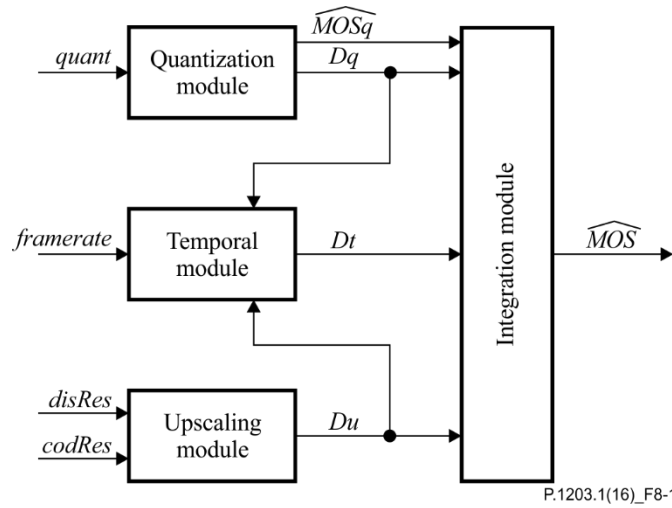 MOSq
quant
Quantization
module
Dq
Integration module
framerate
Temporal
module
Dt
MOS
disRes
codRes
Upscaling
module
Du
P.1203.1(16)_F8-1